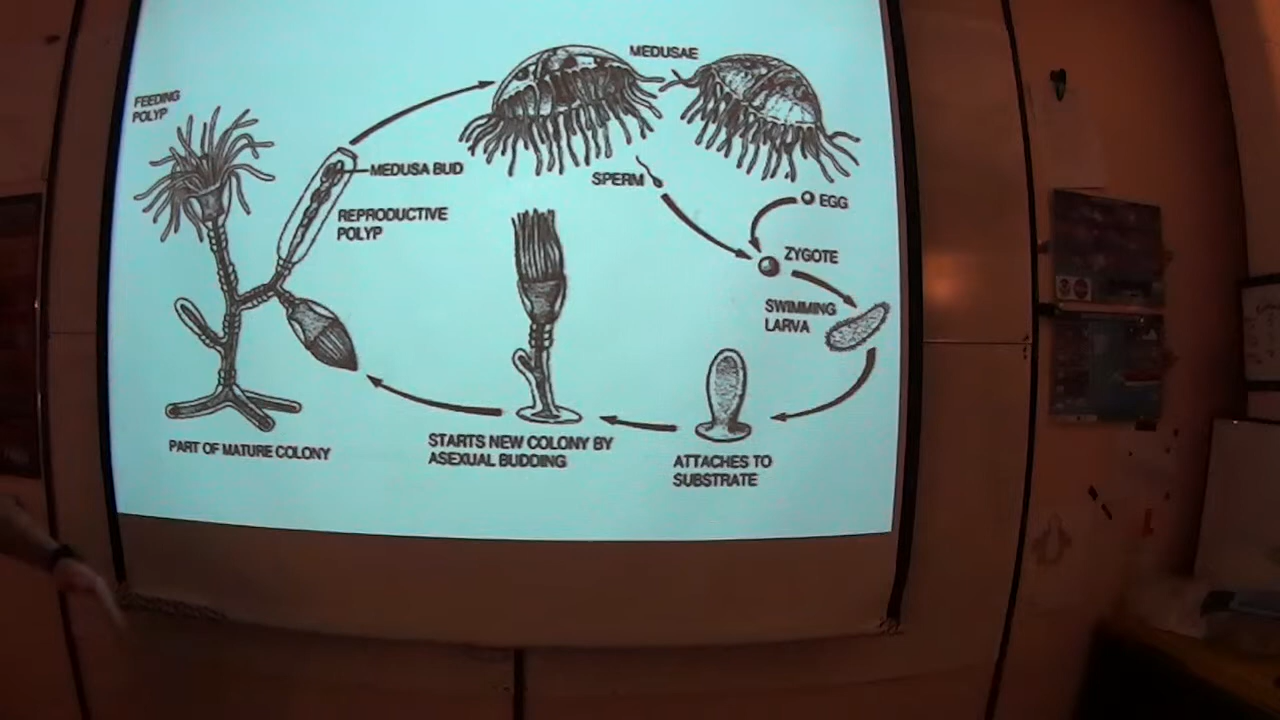 MEDUSAE
FEEDING
POLYP
MEDUSA BUD
SPERM
EGG
REPRODUCTIVE
POLYP
ZYGOTE
SWIMMING
LARVA
PART OF MATURE COLONY
STARTS NEW COLONY BY
ASEXUAL BUDDING
ATTACHES TO
SUBSTRATE